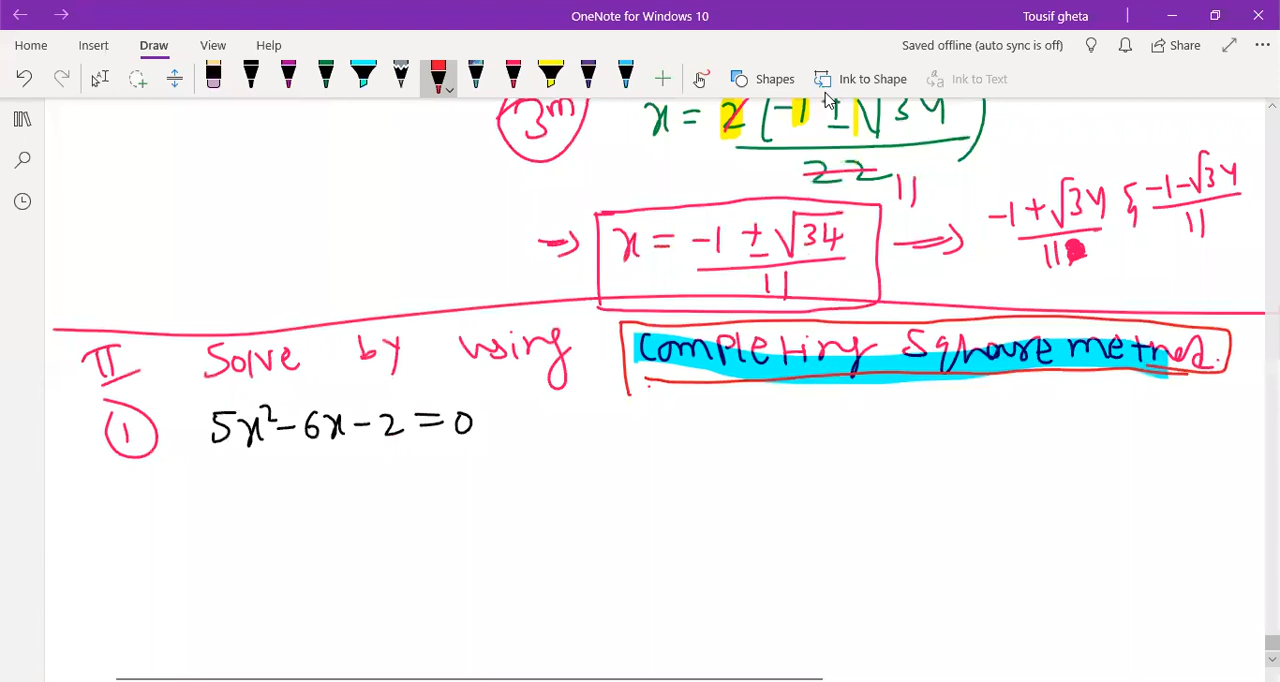 OneNote for Windows 10
Tousif gheta
Home Insert Draw View Help
Saved offline (auto sync is off) Share
Shapes Ink to Shape Ink to Text
3m x = 2 (-1 ± √34)
22 11
⇒ x = -1 ± √34 / 11 ⇒ -1+√34 / 11 & -1-√34 / 11
II Solve by using completing Square method.
1 5x²-6x-2=0